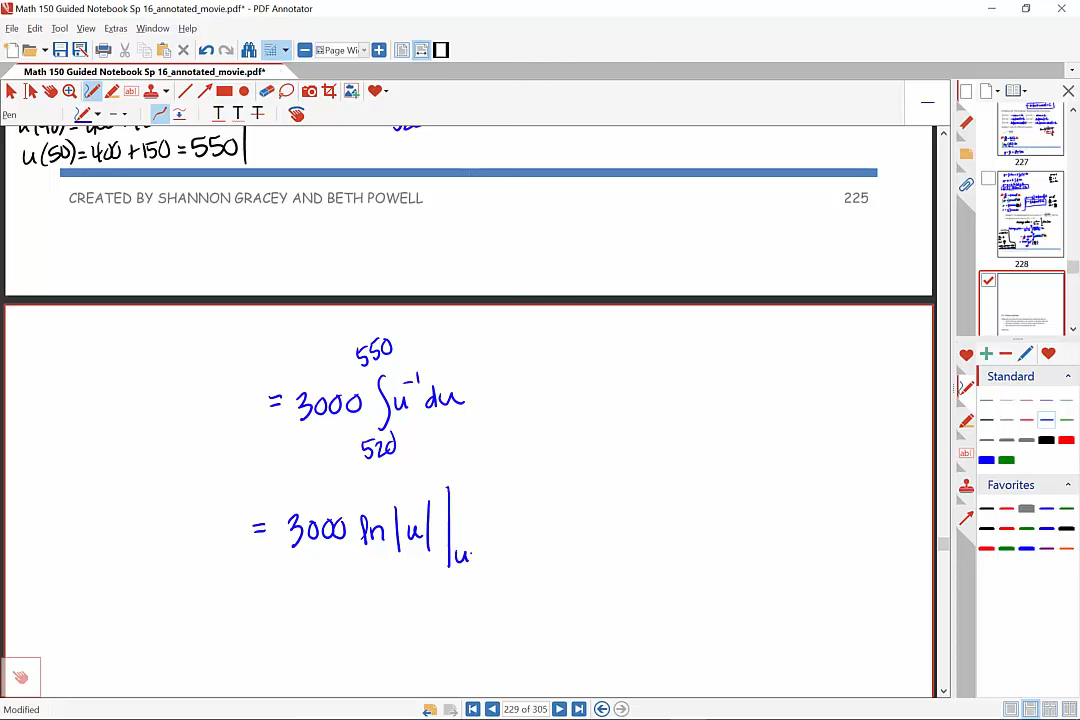 Math 150 Guided Notebook Sp 16_annotated_movie.pdf* - PDF Annotator
File Edit Tool View Extras Window Help
Page Wi
Math 150 Guided Notebook Sp 16_annotated_movie.pdf*
abl
Pen
T T T
u(50)=400+150=550
CREATED BY SHANNON GRACEY AND BETH POWELL 225
550
= 3000 ∫ u⁻¹ du
520
= 3000 ln |u| |
u
227
228
Standard
abl
Favorites
Modified
229 of 305